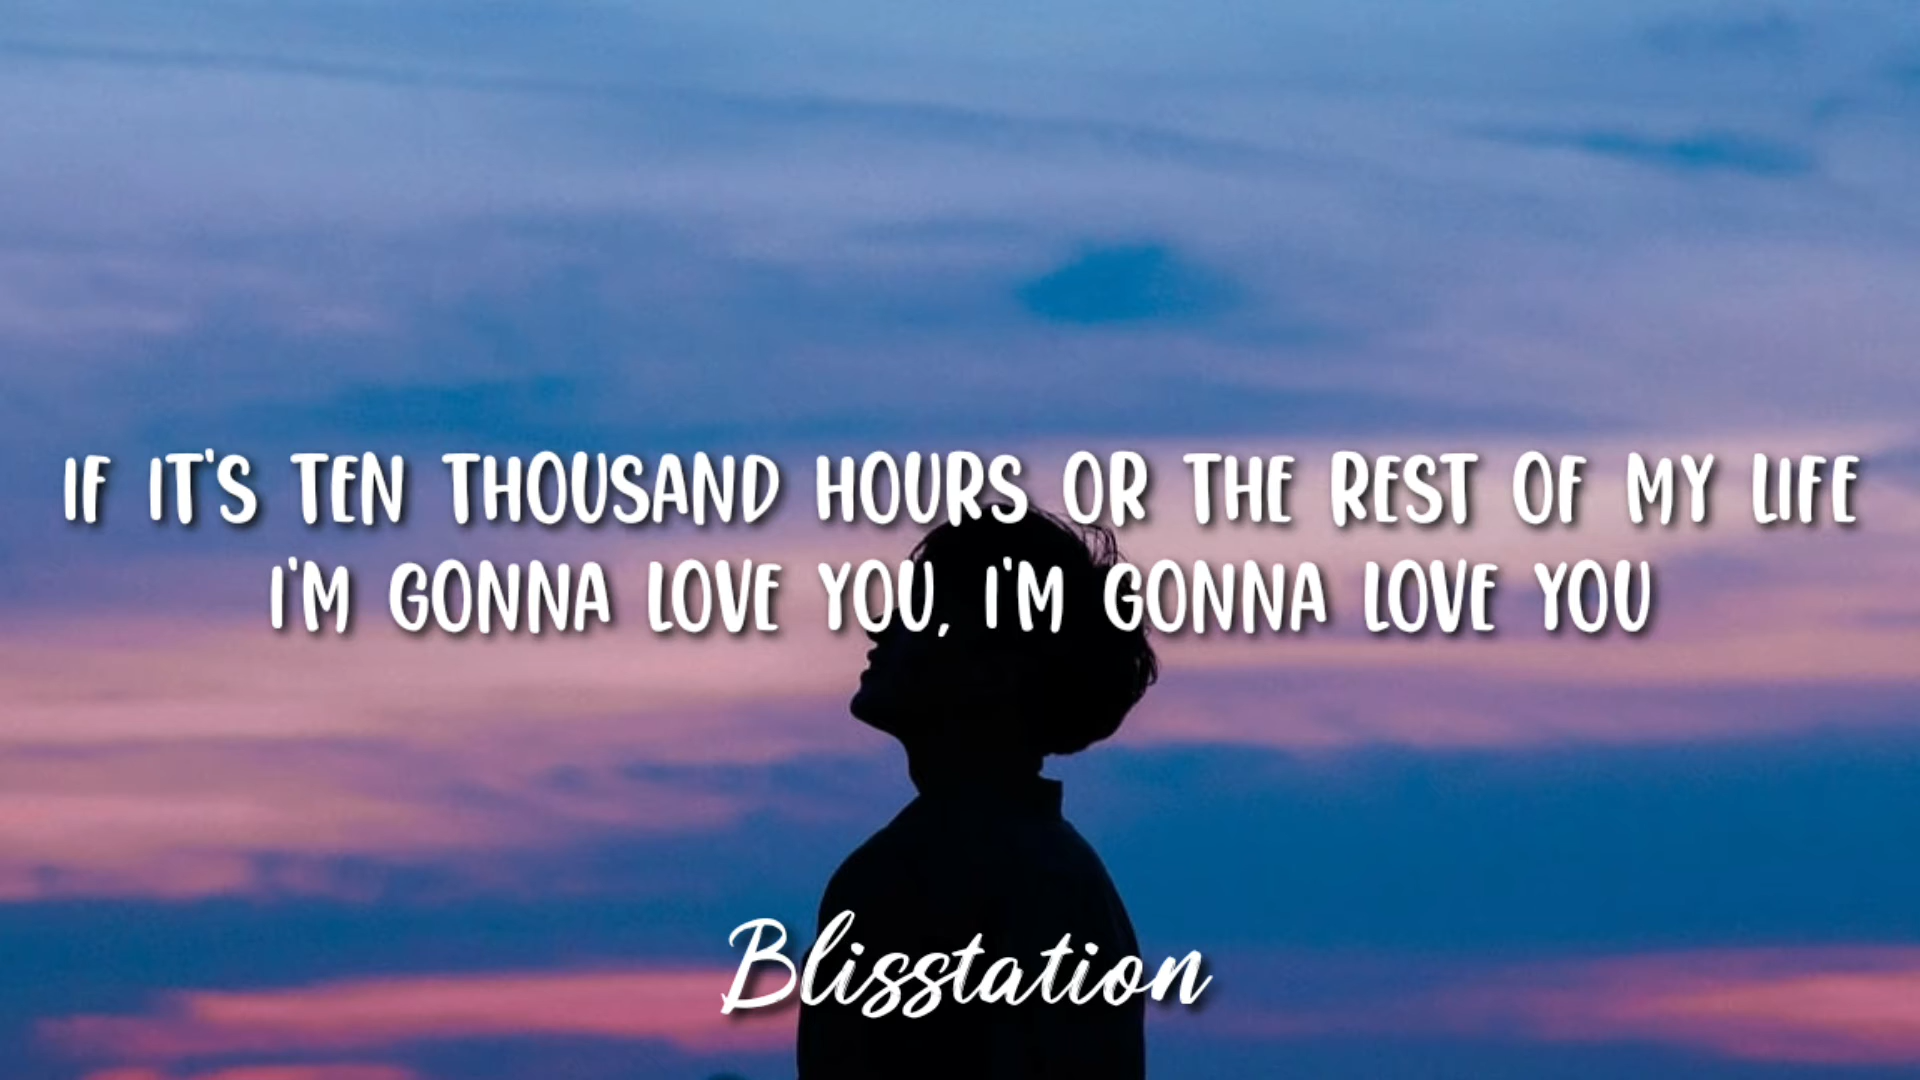 IF IT'S TEN THOUSAND HOURS OR THE REST OF MY LIFE
I'M GONNA LOVE YOU, I'M GONNA LOVE YOU
Blisstation